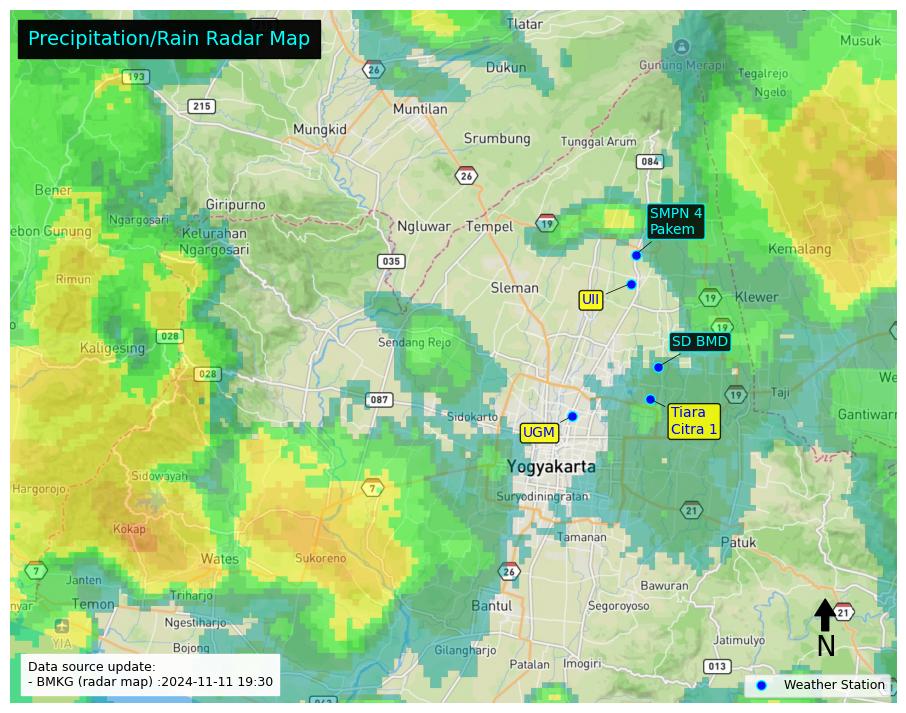 Precipitation/Rain Radar Map
Tlatar
26
Dukun
Gunung Merapi
Musuk
193
Tegalrejo
Ngelo
215
Muntilan
Mungkid
Srumbung
Tunggal Arum
084
26
Bener
Giripurno
Ngargosari
SMPN 4
Pakem
Ngluwar
Tempel
19
ebon Gunung
Kelurahan
Ngargosari
Kemalang
035
Rimun
Sleman
UII
19
Klewer
19
028
Kaligesing
Sendang Rejo
SD BMD
028
We
087
19
Taji
Sidokarto
UGM
Tiara
Citra 1
Gantiwarn
Yogyakarta
Sidowayah
7
Hargorojo
Suryodiningratan
21
Kokap
Tamanan
Patuk
Wates
Sukoreno
7
26
Janten
Bawuran
Triharjo
nyar
Temon
Bantul
Segoroyoso
21
Ngestiharjo
YIA
Bojong
Gilangharjo
Jatimulyo
N
Patalan
Imogiri
013
Data source update:
- BMKG (radar map) :2024-11-11 19:30
Weather Station